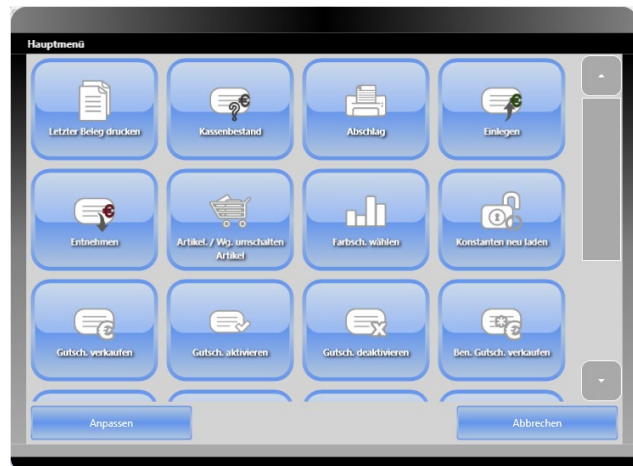 Hauptmenü
Letzter Beleg drucken
Kassenbestand
Abschlag
Einlegen
Entnehmen
Artikel. / Wg. umschalten
Artikel
Farbsch. wählen
Konstanten neu laden
Gutsch. verkaufen
Gutsch. aktivieren
Gutsch. deaktivieren
Ben. Gutsch. verkaufen
Anpassen
Abbrechen